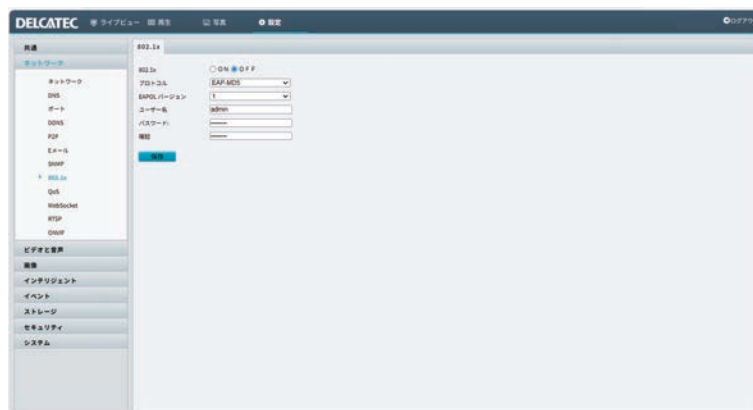 DELCATEC ライブビュー 再生 写真 設定 ログアウ
共通
ネットワーク
ネットワーク
DNS
ポート
DDNS
P2P
Eメール
SNMP
802.1x
QoS
WebSocket
RTSP
ONVIF
ビデオと音声
画像
インテリジェント
イベント
ストレージ
セキュリティ
システム
802.1x
802.1x ON OFF
プロトコル EAP-MD5
EAPOL バージョン 1
ユーザー名 admin
パスワード:
確認
保存